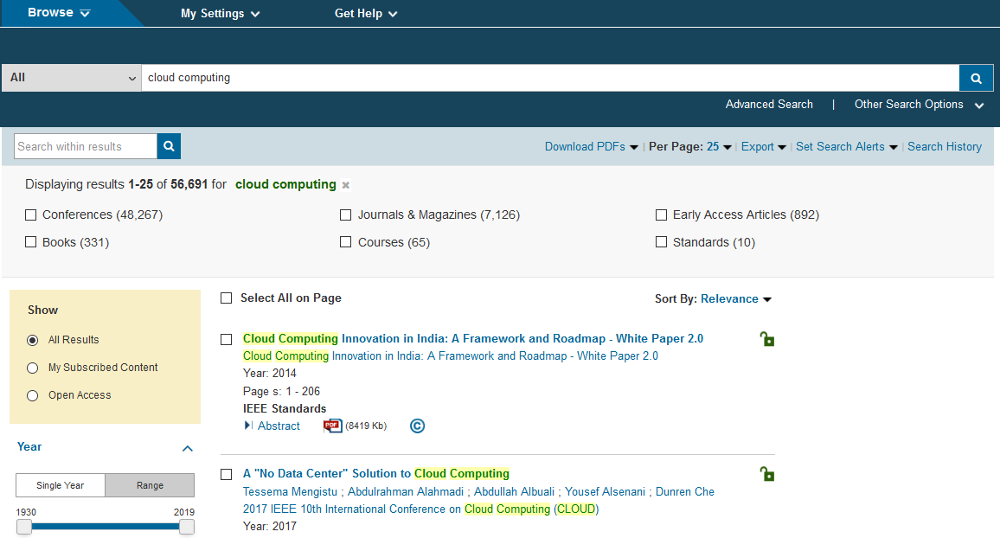 Browse My Settings Get Help
All cloud computing
Advanced Search | Other Search Options
Search within results Download PDFs | Per Page: 25 | Export | Set Search Alerts | Search History
Displaying results 1-25 of 56,691 for cloud computing ×
Conferences (48,267) Journals & Magazines (7,126) Early Access Articles (892)
Books (331) Courses (65) Standards (10)
Show
All Results
My Subscribed Content
Open Access
Year
Single Year Range
1930 2019
Select All on Page Sort By: Relevance
Cloud Computing Innovation in India: A Framework and Roadmap - White Paper 2.0
Cloud Computing Innovation in India: A Framework and Roadmap - White Paper 2.0
Year: 2014
Page s: 1 - 206
IEEE Standards
Abstract PDF (8419 Kb) ©
A "No Data Center" Solution to Cloud Computing
Tessema Mengistu ; Abdulrahman Alahmadi ; Abdullah Albuali ; Yousef Alsenani ; Dunren Che
2017 IEEE 10th International Conference on Cloud Computing (CLOUD)
Year: 2017